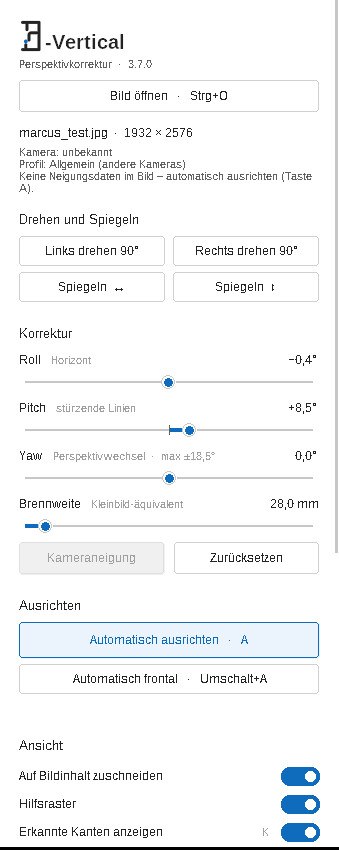 B-Vertical
Perspektivkorrektur · 3.7.0
Bild öffnen · Strg+O
marcus_test.jpg · 1932 × 2576
Kamera: unbekannt
Profil: Allgemein (andere Kameras)
Keine Neigungsdaten im Bild – automatisch ausrichten (Taste
A).
Drehen und Spiegeln
Links drehen 90° Rechts drehen 90°
Spiegeln ↔ Spiegeln ↕
Korrektur
Roll Horizont −0,4°
Pitch stürzende Linien +8,5°
Yaw Perspektivwechsel · max ±18,5° 0,0°
Brennweite Kleinbild-äquivalent 28,0 mm
Kameraneigung Zurücksetzen
Ausrichten
Automatisch ausrichten · A
Automatisch frontal · Umschalt+A
Ansicht
Auf Bildinhalt zuschneiden
Hilfsraster
Erkannte Kanten anzeigen K